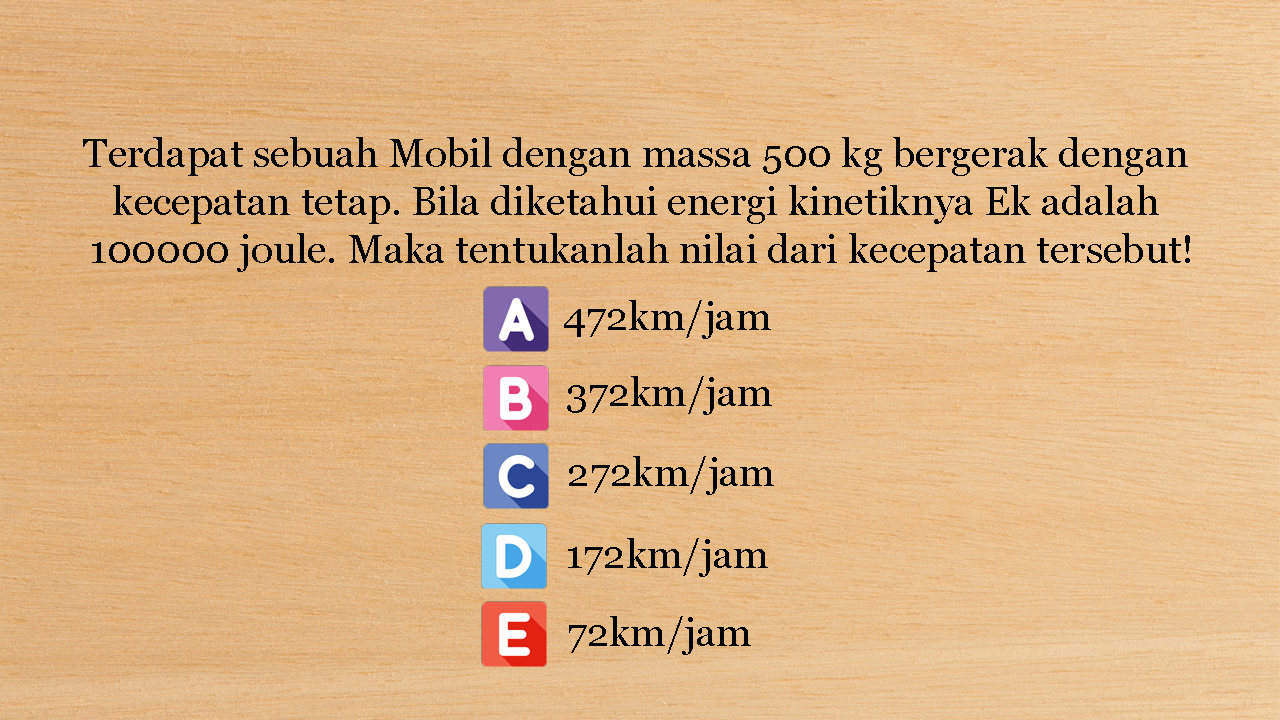 Terdapat sebuah Mobil dengan massa 500 kg bergerak dengan
kecepatan tetap. Bila diketahui energi kinetiknya Ek adalah
100000 joule. Maka tentukanlah nilai dari kecepatan tersebut!
A 472km/jam
B 372km/jam
C 272km/jam
D 172km/jam
E 72km/jam